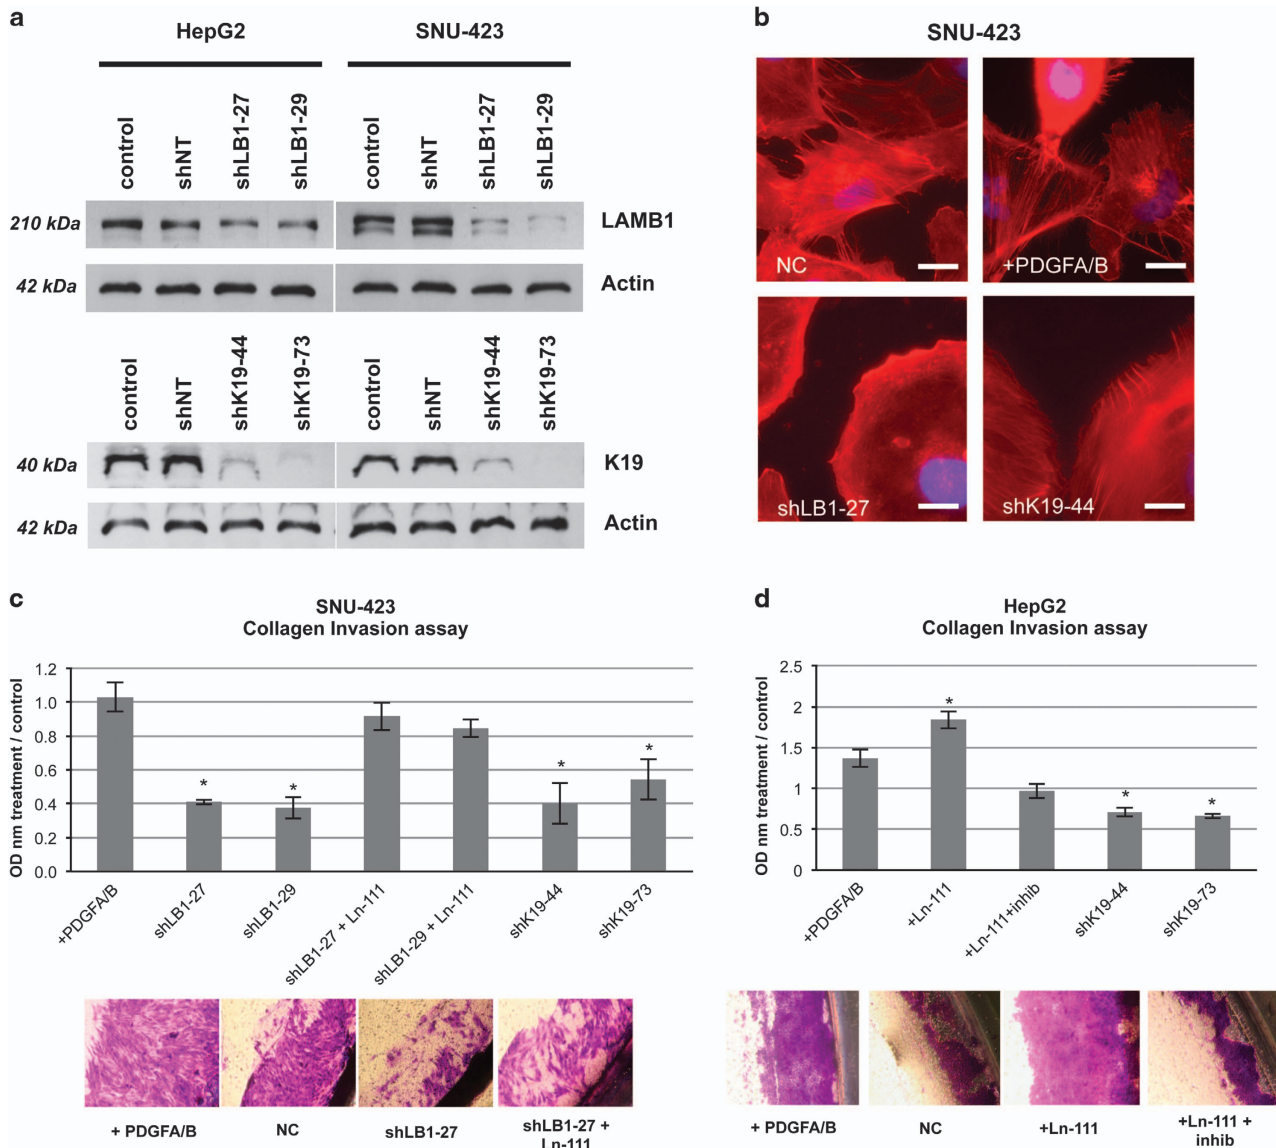 a
HepG2 SNU-423
control shNT shLB1-27 shLB1-29 control shNT shLB1-27 shLB1-29
210 kDa LAMB1
42 kDa Actin
control shNT shK19-44 shK19-73 control shNT shK19-44 shK19-73
40 kDa K19
42 kDa Actin
b
SNU-423
NC +PDGFA/B
shLB1-27 shK19-44
c
SNU-423
Collagen Invasion assay
OD nm treatment / control
1.2
1.0
0.8
0.6
0.4
0.2
0.0
* * * *
+PDGFA/B shLB1-27 shLB1-29 shLB1-27 + Ln-111 shLB1-29 + Ln-111 shK19-44 shK19-73
+ PDGFA/B NC shLB1-27 shLB1-27 +
Ln-111
d
HepG2
Collagen Invasion assay
OD nm treatment / control
2.5
2
1.5
1
0.5
0
* * *
+PDGFA/B +Ln-111 +Ln-111+inhib shK19-44 shK19-73
+ PDGFA/B NC +Ln-111 +Ln-111 +
inhib